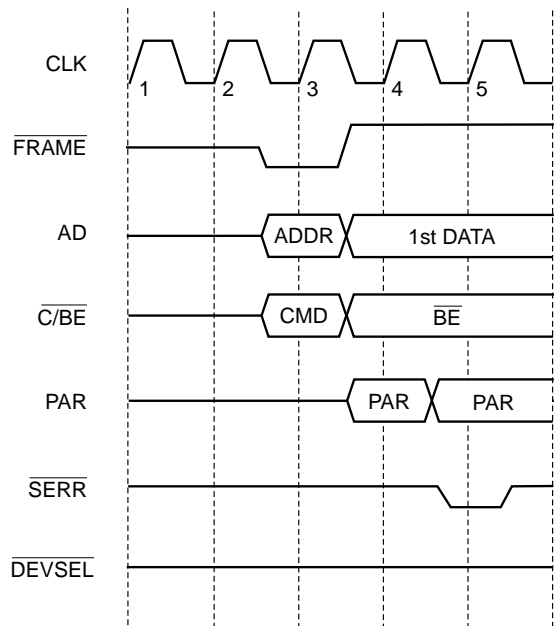 CLK
1 2 3 4 5
FRAME
AD ADDR 1st DATA
C/BE CMD BE
PAR PAR PAR
SERR
DEVSEL